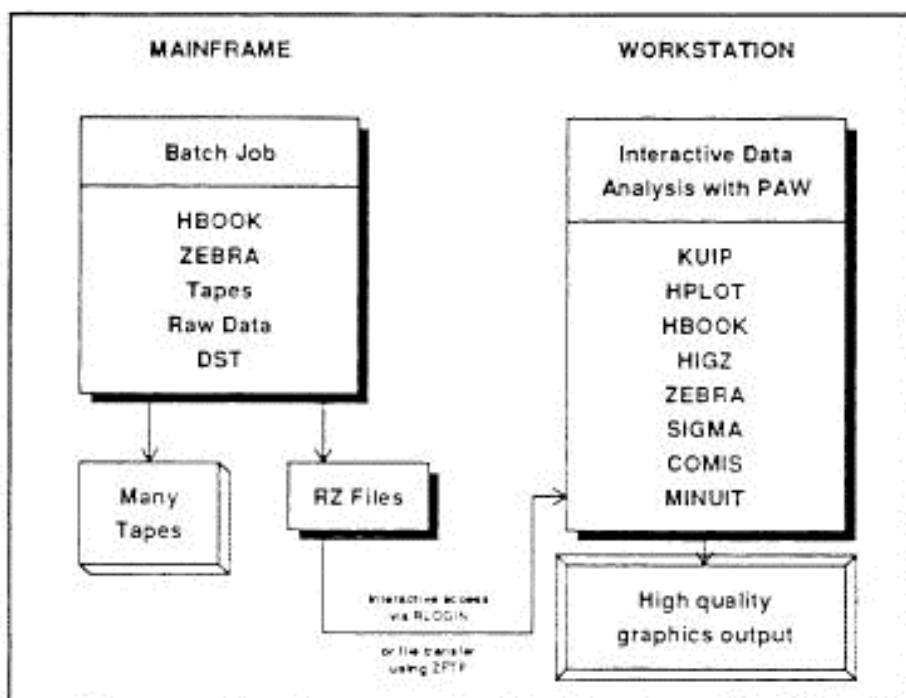 MAINFRAME
Batch Job
HBOOK
ZEBRA
Tapes
Raw Data
DST
Many
Tapes
RZ Files
Interactive access
via RLOGIN
or file transfer
using ZFTP
WORKSTATION
Interactive Data
Analysis with PAW
KUIP
HPLOT
HBOOK
HIGZ
ZEBRA
SIGMA
COMIS
MINUIT
High quality
graphics output